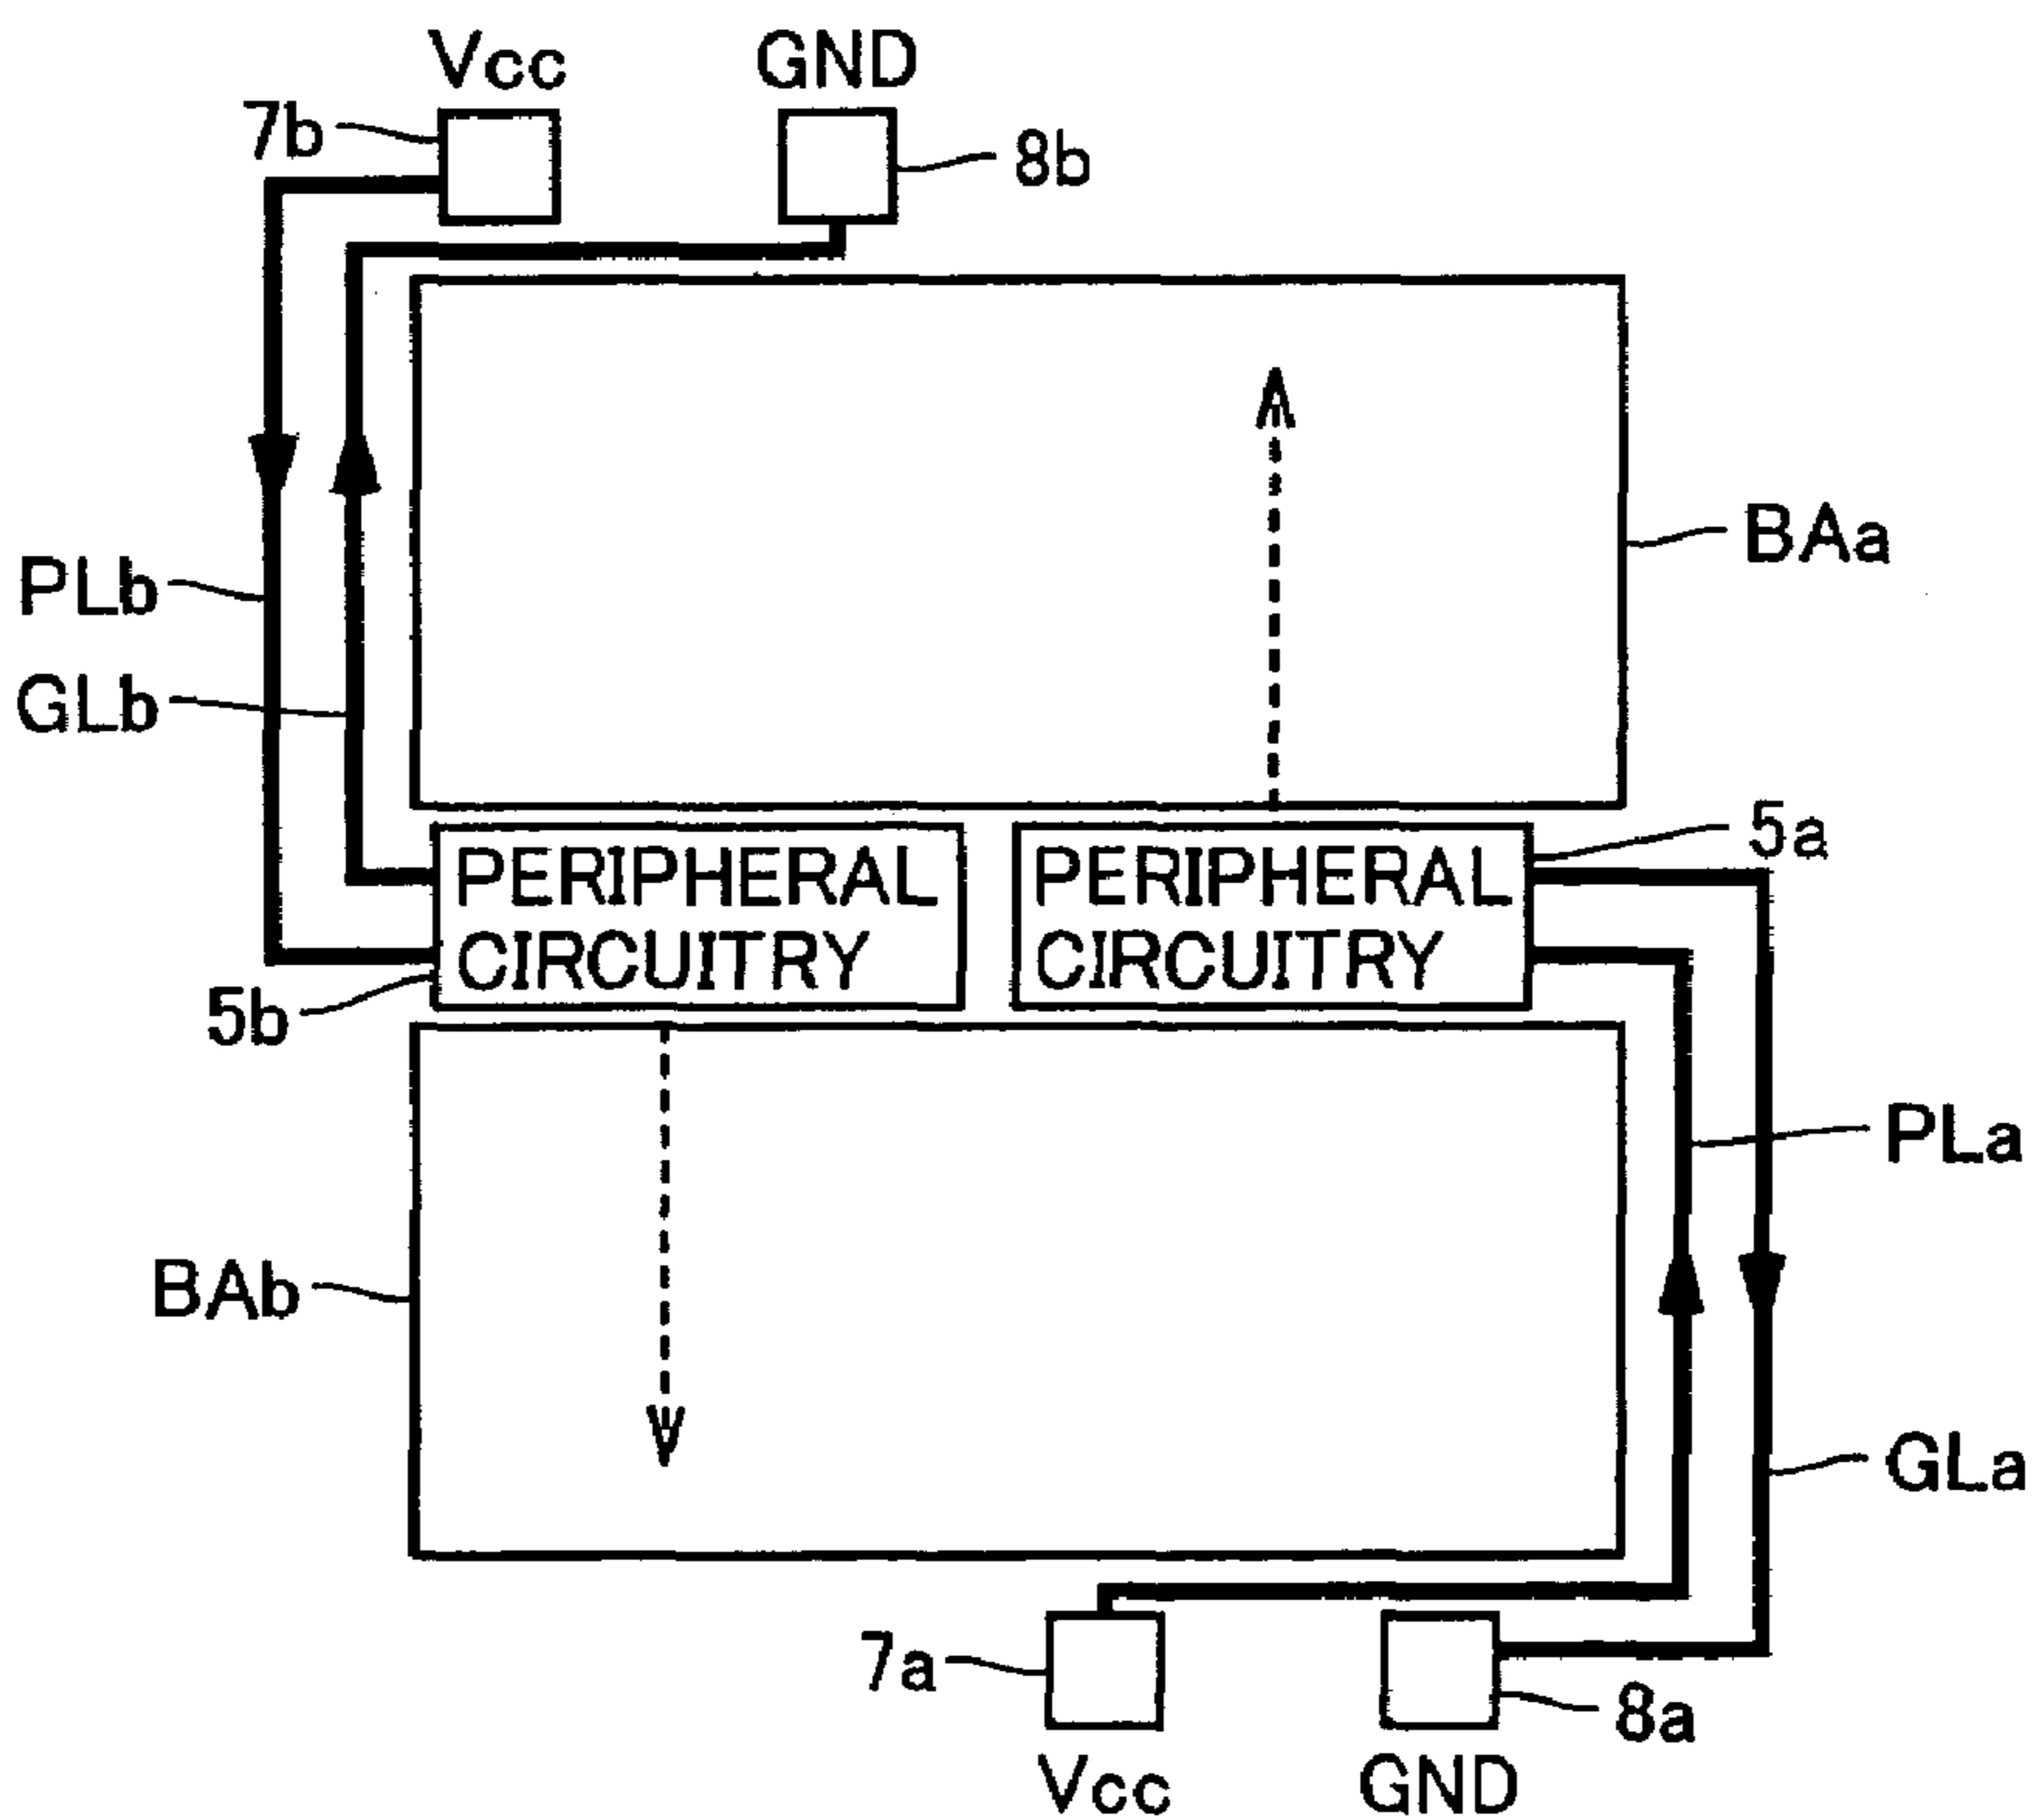 Vcc
GND
7b
8b
BAa
PLb
GLb
5a
PERIPHERAL
CIRCUITRY
PERIPHERAL
CIRCUITRY
5b
PLa
BAb
GLa
7a
8a
Vcc
GND